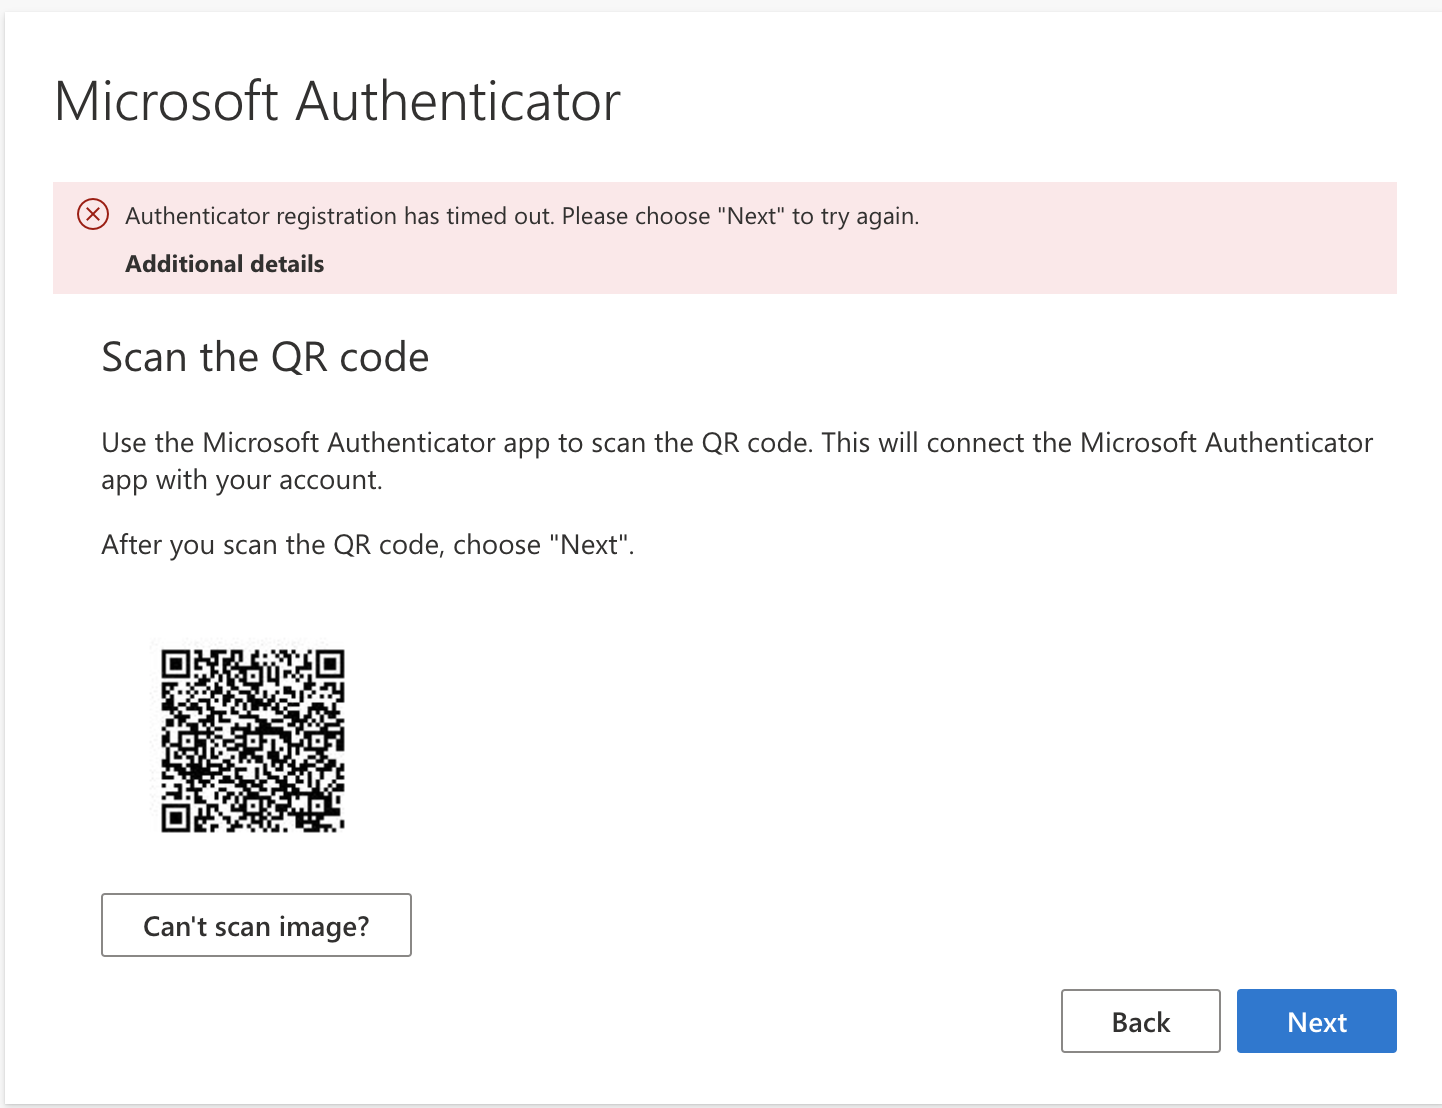 Microsoft Authenticator
Authenticator registration has timed out. Please choose "Next" to try again.
Additional details
Scan the QR code
Use the Microsoft Authenticator app to scan the QR code. This will connect the Microsoft Authenticator
app with your account.
After you scan the QR code, choose "Next".
Can't scan image?
Back
Next